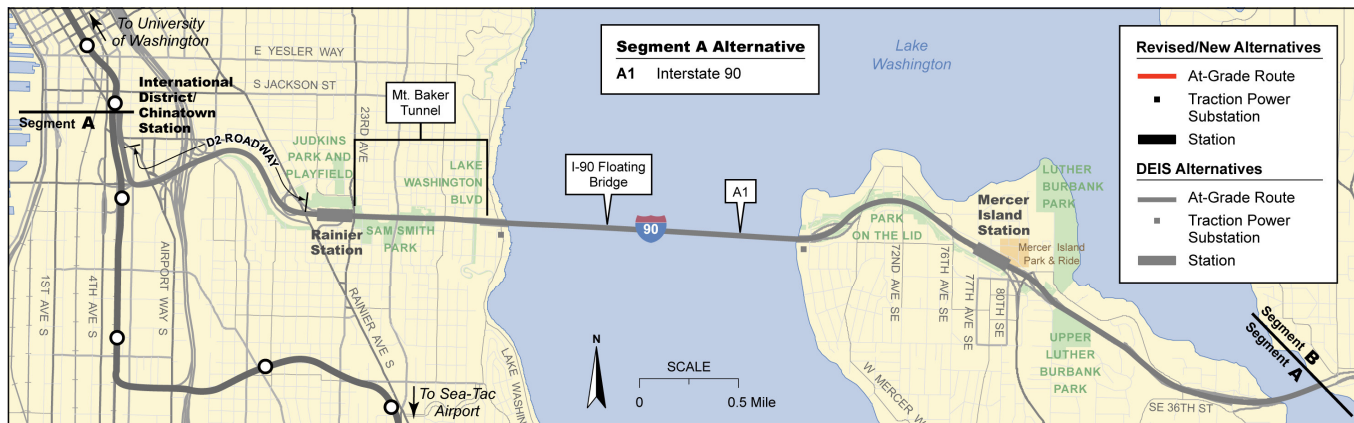 To University
of Washington
E YESLER WAY
S JACKSON ST
International
District/
Chinatown
Station
Segment A
D2 ROADWAY
Mt. Baker
Tunnel
23RD AVE
JUDKINS
PARK AND
PLAYFIELD
LAKE
WASHINGTON
BLVD
Rainier
Station
SAM SMITH
PARK
1ST AVE S
4TH AVE S
AIRPORT WAY S
RAINIER AVE S
LAKE WASHIN
To Sea-Tac
Airport
Segment A Alternative
A1 Interstate 90
Lake
Washington
I-90 Floating
Bridge
A1
90
N
SCALE
0 0.5 Mile
PARK
ON THE LID
72ND AVE SE
76TH AVE SE
77TH AVE SE
80TH SE
W MERCER W
Mercer
Island
Station
LUTHER
BURBANK
PARK
Mercer Island
Park & Ride
UPPER
LUTHER
BURBANK
PARK
SE 36TH ST
Segment B
Segment A
Revised/New Alternatives
At-Grade Route
Traction Power
Substation
Station
DEIS Alternatives
At-Grade Route
Traction Power
Substation
Station